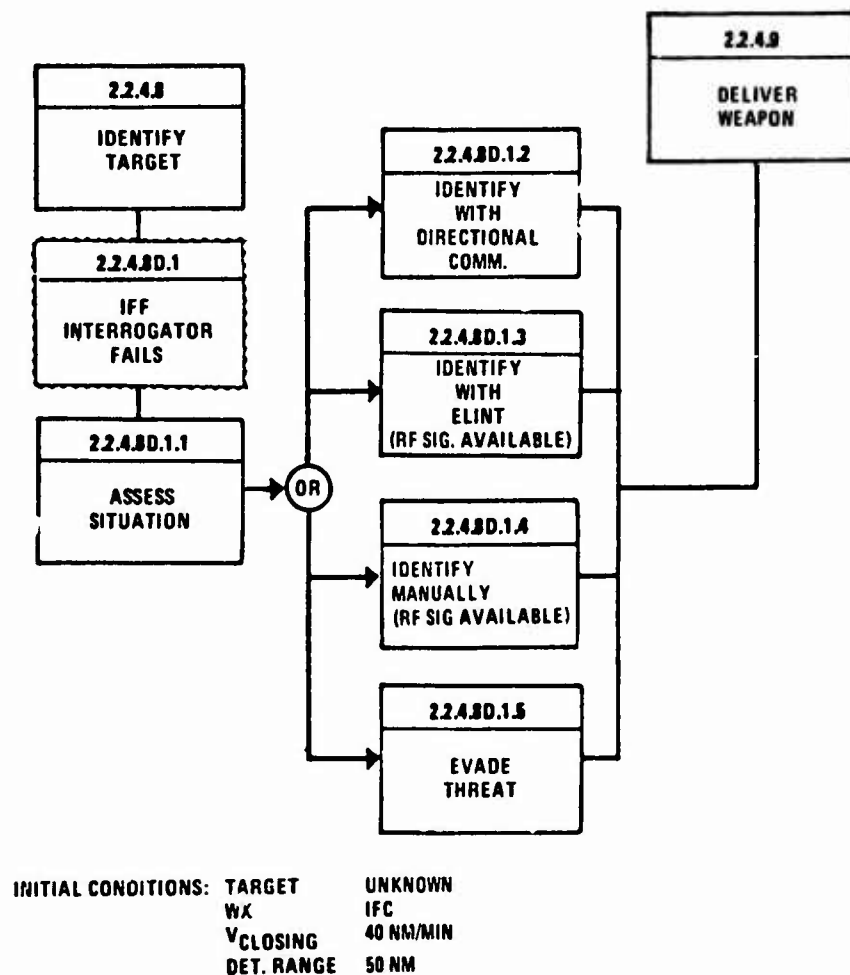 2.2.4.8
IDENTIFY
TARGET
2.2.4.8D.1
IFF
INTERROGATOR
FAILS
2.2.4.8D.1.1
ASSESS
SITUATION
OR
2.2.4.8D.1.2
IDENTIFY
WITH
DIRECTIONAL
COMM.
2.2.4.8D.1.3
IDENTIFY
WITH
ELINT
(RF SIG. AVAILABLE)
2.2.4.8D.1.4
IDENTIFY
MANUALLY
(RF SIG AVAILABLE)
2.2.4.8D.1.5
EVADE
THREAT
2.2.4.9
DELIVER
WEAPON
INITIAL CONDITIONS: TARGET UNKNOWN
WX IFC
VCLOSING 40 NM/MIN
DET. RANGE 50 NM